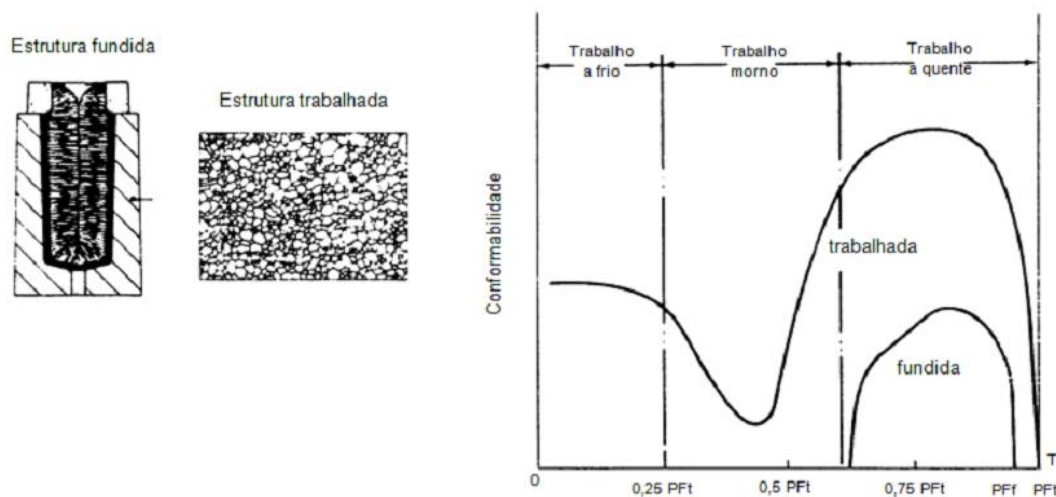 Estrutura fundida
Estrutura trabalhada
Trabalho
a frio
Trabalho
morno
Trabalho
à quente
Conformabilidade
trabalhada
fundida
T
0
0,25 PFt
0,5 PFt
0,75 PFt
PFf
PFt